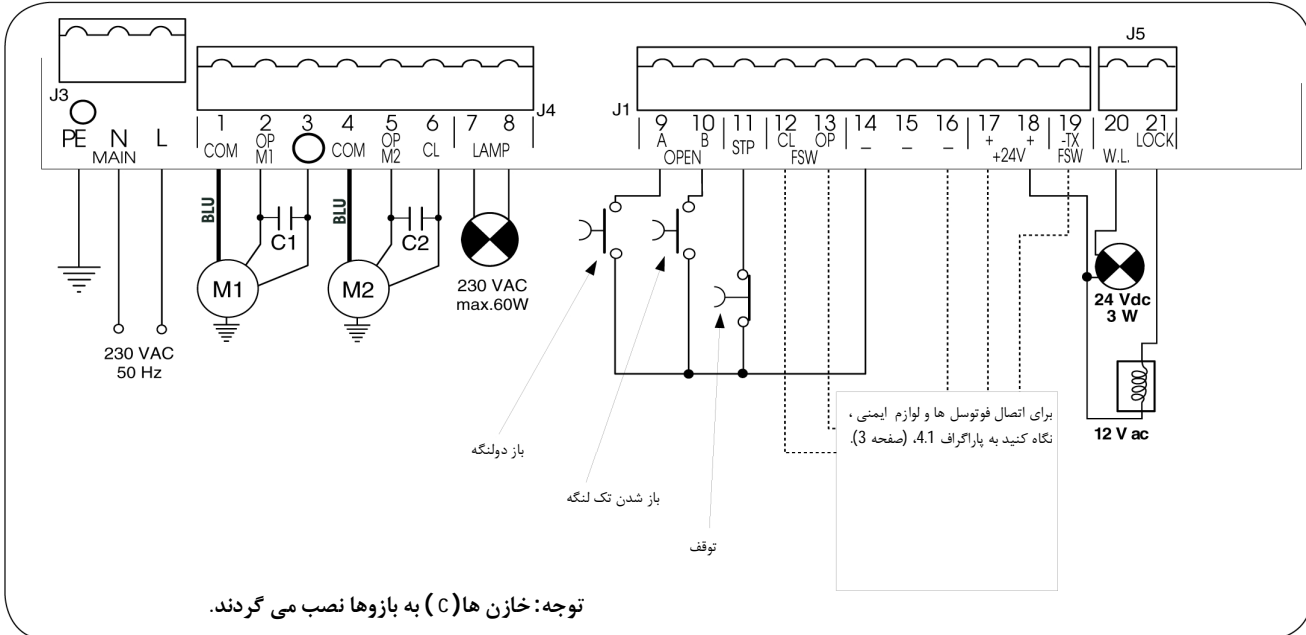 J3
J4
J1
J5
PE N L
MAIN
1 2 3 4 5 6 7 8
COM OP M1 COM OP M2 CL LAMP
9 10 11 12 13 14 15 16 17 18 19 20 21
A B STP CL OP – – – + + -TX LOCK
OPEN FSW +24V FSW W.L.
BLU
BLU
C1
C2
M1
M2
230 VAC
max.60W
230 VAC
50 Hz
24 Vdc
3 W
12 V ac
برای اتصال فوتوسل ها و لوازم ایمنی ،
نگاه کنید به پاراگراف 4.1، (صفحه 3).
باز دولنگه
باز شدن تک لنگه
توقف
توجه: خازن ها( C ) به بازوها نصب می گردند.